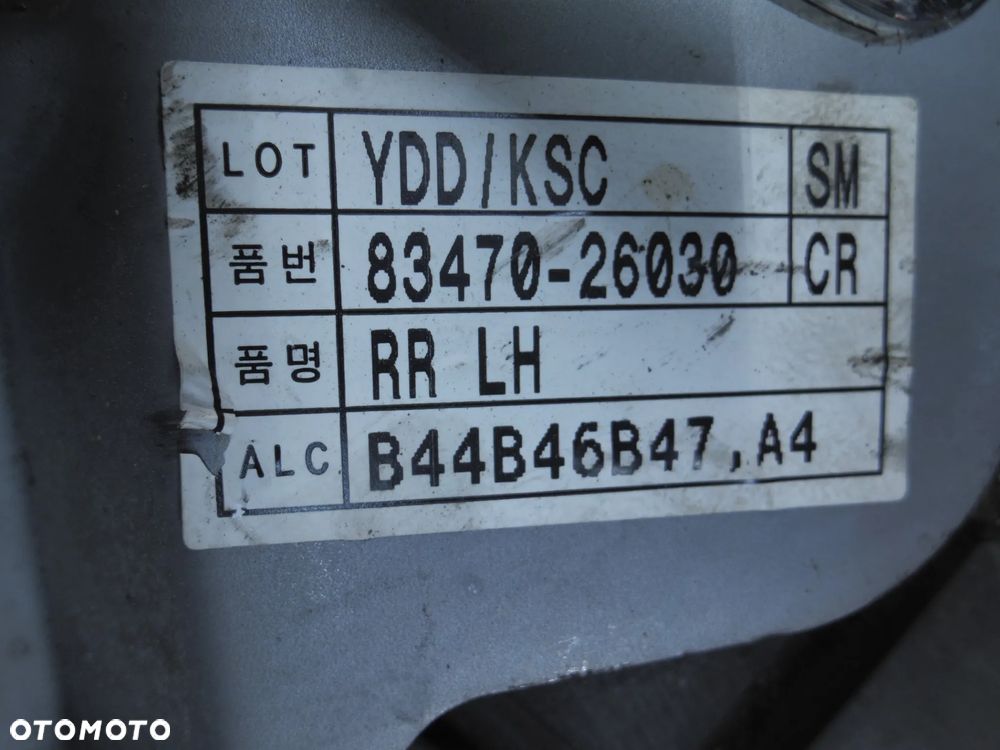 LOT YDD/KSC SM
품번 83470-26030 CR
품명 RR LH
ALC B44B46B47,A4
OTOMOTO